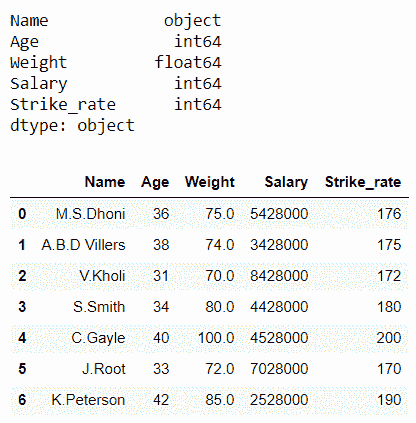 Name object
Age int64
Weight float64
Salary int64
Strike_rate int64
dtype: object
Name Age Weight Salary Strike_rate
0 M.S.Dhoni 36 75.0 5428000 176
1 A.B.D Villers 38 74.0 3428000 175
2 V.Kholi 31 70.0 8428000 172
3 S.Smith 34 80.0 4428000 180
4 C.Gayle 40 100.0 4528000 200
5 J.Root 33 72.0 7028000 170
6 K.Peterson 42 85.0 2528000 190